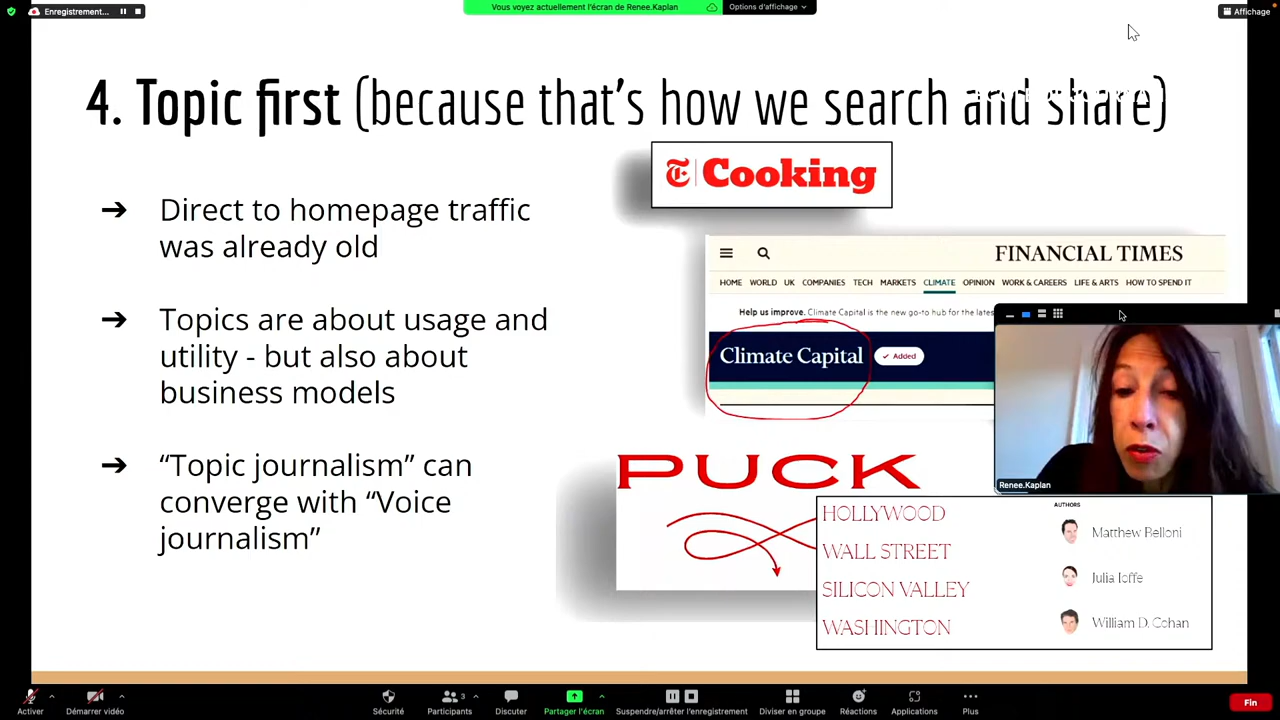 Enregistrement...
Vous voyez actuellement l'écran de Renee.Kaplan
Options d'affichage
Affichage
4. Topic first (because that's how we search and share)
T Cooking
➔ Direct to homepage traffic
was already old
➔ Topics are about usage and
utility - but also about
business models
➔ “Topic journalism” can
converge with “Voice
journalism”
FINANCIAL TIMES
HOME WORLD UK COMPANIES TECH MARKETS CLIMATE OPINION WORK & CAREERS LIFE & ARTS HOW TO SPEND IT
Help us improve. Climate Capital is the new go-to hub for the lates
Climate Capital
Added
Renee.Kaplan
PUCK
HOLLYWOOD
WALL STREET
SILICON VALLEY
WASHINGTON
AUTHORS
Matthew Belloni
Julia Ioffe
William D. Cohan
Activer
Démarrer vidéo
Sécurité
3
Participants
Discuter
Partager l'écran
Suspendre/arrêter l'enregistrement
Diviser en groupe
Réactions
Applications
Plus
Fin